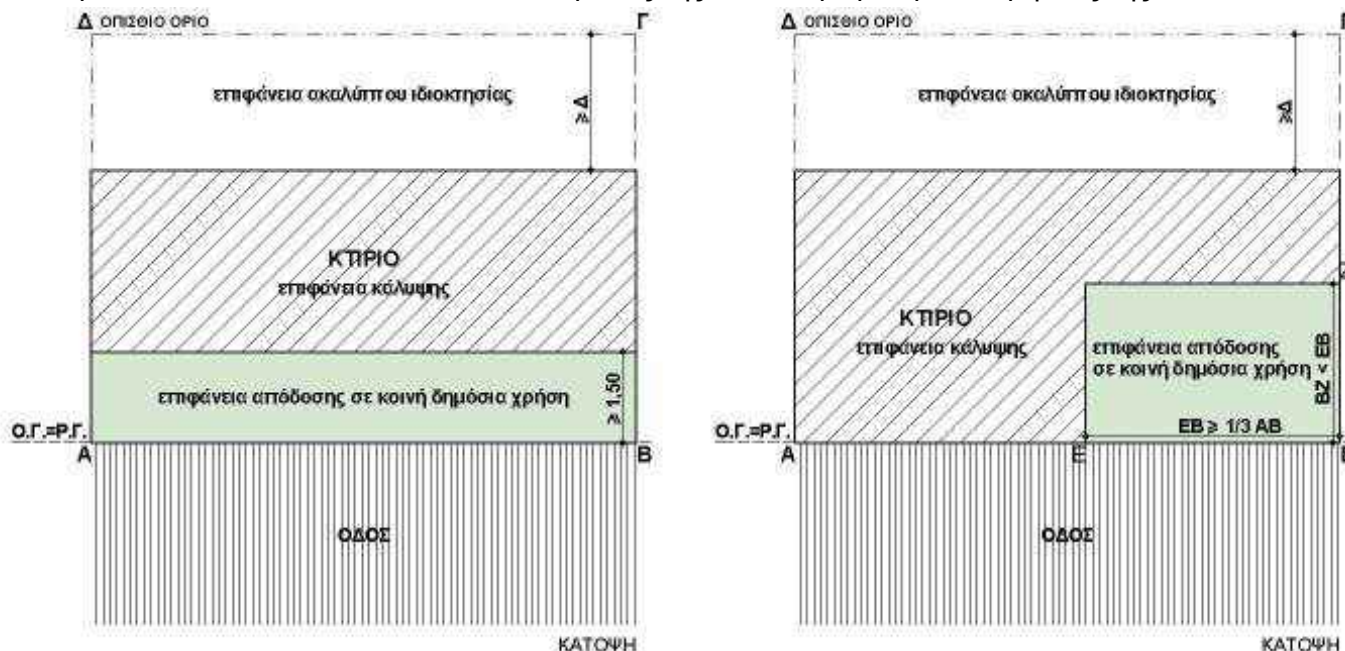 Δ ΟΠΙΣΘΙΟ ΟΡΙΟ
Γ
επιφάνεια ακαλύπτου ιδιοκτησίας
≥Δ
ΚΤΙΡΙΟ
επιφάνεια κάλυψης
επιφάνεια απόδοσης σε κοινή δημόσια χρήση
≥ 1,50
Ο.Γ.=Ρ.Γ.
Α
Β
ΟΔΟΣ
ΚΑΤΟΨΗ
Δ ΟΠΙΣΘΙΟ ΟΡΙΟ
επιφάνεια ακαλύπτου ιδιοκτησίας
≥Δ
ΚΤΙΡΙΟ
επιφάνεια κάλυψης
επιφάνεια απόδοσης
σε κοινή δημόσια χρήση
ΒΖ < ΕΒ
ΕΒ ≥ 1/3 ΑΒ
Ο.Γ.=Ρ.Γ.
Α
Ε
ΟΔΟΣ
ΚΑΤΟΨΗ